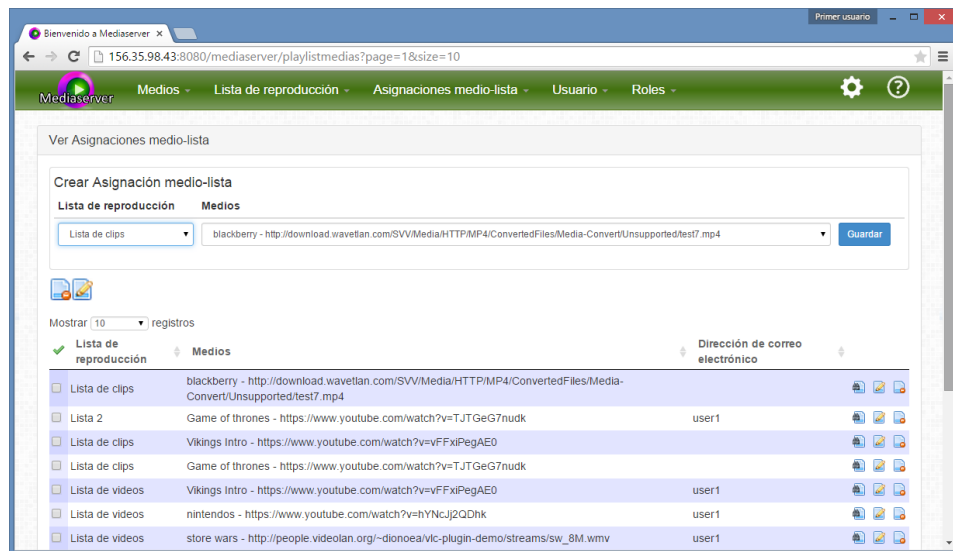 Primer usuario
Bienvenido a Mediaserver
156.35.98.43:8080/mediaserver/playlistmedias?page=1&size=10
Mediaserver Medios Lista de reproducción Asignaciones medio-lista Usuario Roles ?
Ver Asignaciones medio-lista
Crear Asignación medio-lista
Lista de reproducción Medios
Lista de clips blackberry - http://download.wavetlan.com/SVV/Media/HTTP/MP4/ConvertedFiles/Media-Convert/Unsupported/test7.mp4 Guardar
Mostrar 10 registros
Lista de reproducción Medios Dirección de correo electrónico
Lista de clips blackberry - http://download.wavetlan.com/SVV/Media/HTTP/MP4/ConvertedFiles/Media-
Convert/Unsupported/test7.mp4
Lista 2 Game of thrones - https://www.youtube.com/watch?v=TJTGeG7nudk user1
Lista de clips Vikings Intro - https://www.youtube.com/watch?v=vFFxiPegAE0
Lista de clips Game of thrones - https://www.youtube.com/watch?v=TJTGeG7nudk
Lista de videos Vikings Intro - https://www.youtube.com/watch?v=vFFxiPegAE0 user1
Lista de videos nintendos - https://www.youtube.com/watch?v=hYNcJj2QDhk user1
Lista de videos store wars - http://people.videolan.org/~dionoea/vlc-plugin-demo/streams/sw_8M.wmv user1